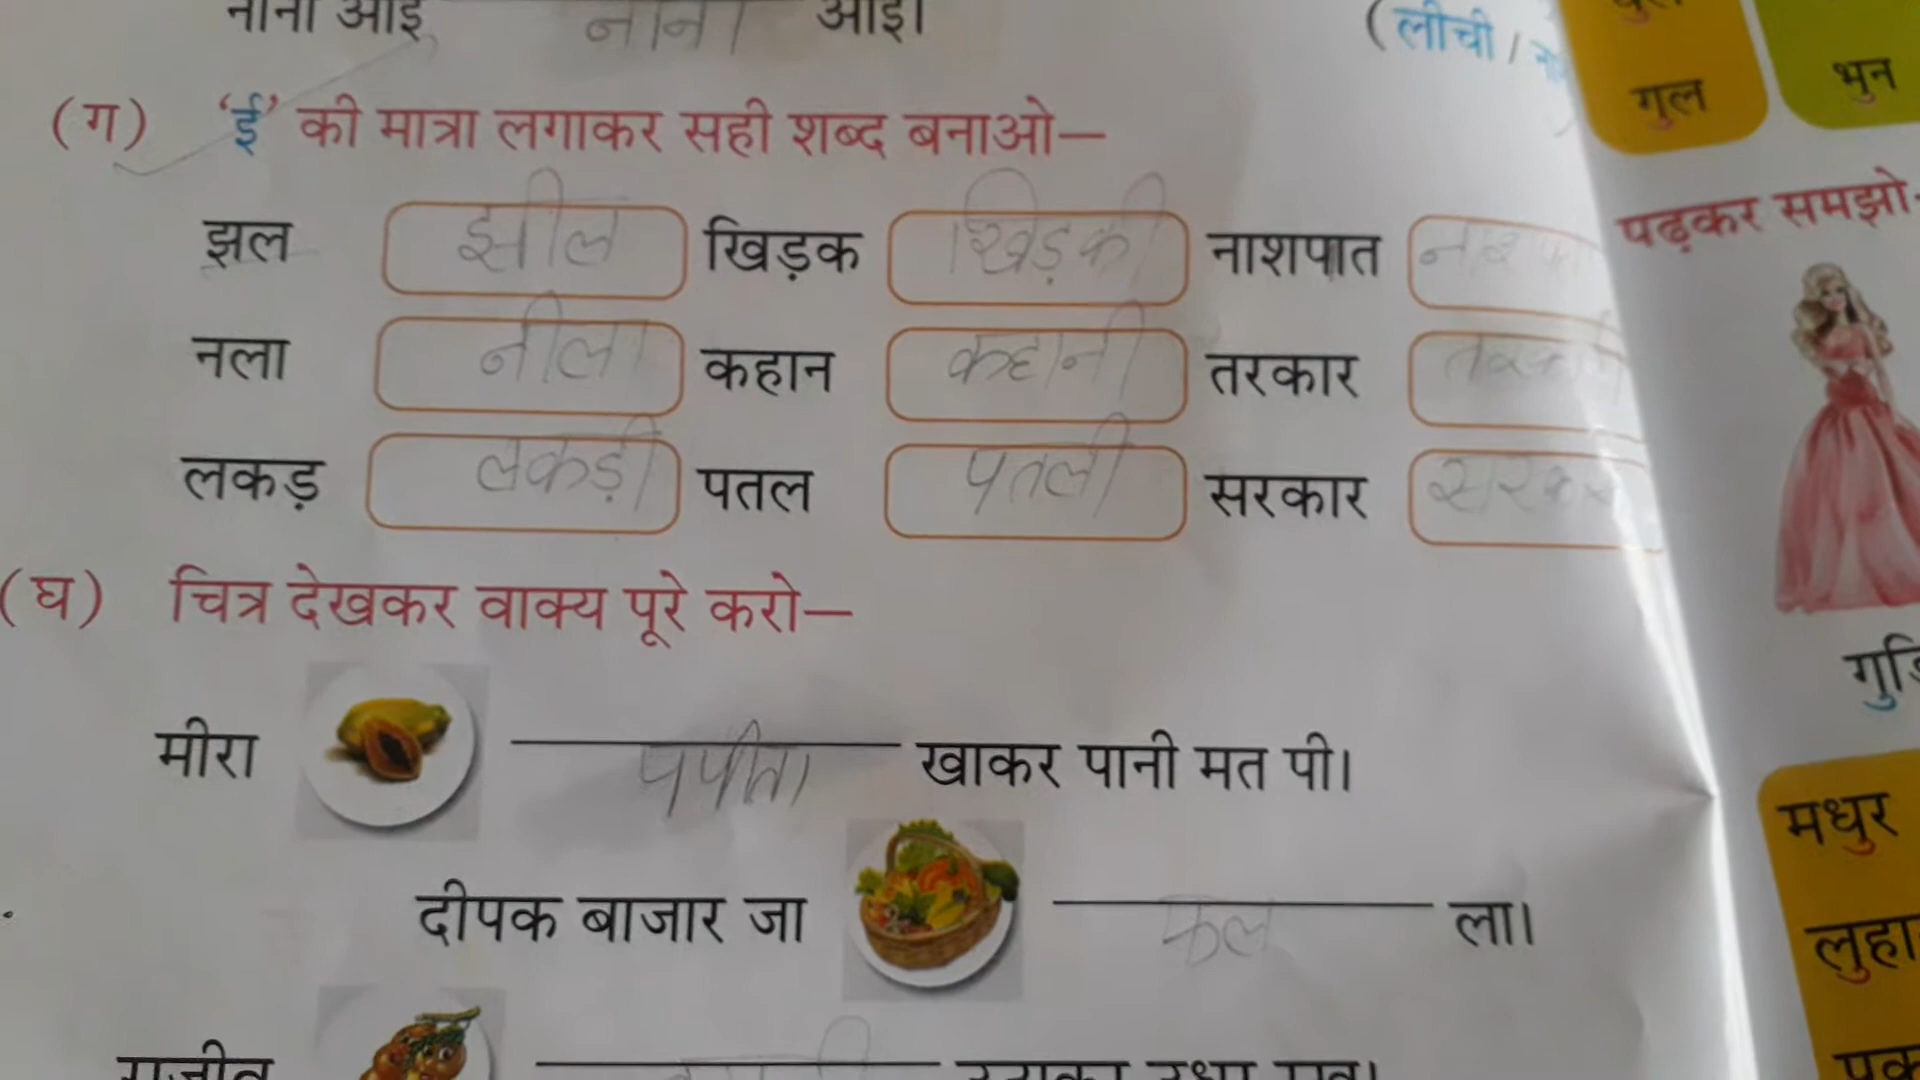 नानी आई नानी आई।
(लीची /
(ग) ‘ई’ की मात्रा लगाकर सही शब्द बनाओ—
झल झील खिड़क खिड़की नाशपात
नला नीला कहान कहानी तरकार
लकड़ लकड़ी पतल पतली सरकार
(घ) चित्र देखकर वाक्य पूरे करो—
मीरा पपीता खाकर पानी मत पी।
दीपक बाजार जा फल ला।
गुल
भुन
पढ़कर समझो-
मधुर